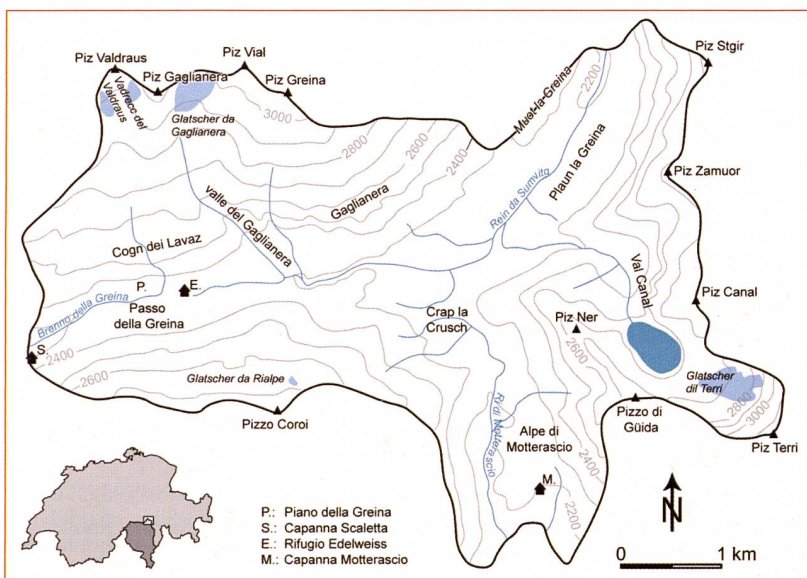 Piz Valdraus
Piz Gaglianera
Piz Vial
Piz Greina
Piz Stgir
Vadrecc del
Valdraus
Glatscher da
Gaglianera
3000
2800
2600
2400
Muot la Greina
2200
Plaun la Greina
Rein da Sumvitg
Piz Zamuor
Gaglianera
valle del Gaglianera
Cogn dei Lavaz
P.
E.
Passo
della Greina
Brenno della Greina
S.
2400
2600
Glatscher da Rialpe
Pizzo Coroi
Crap la
Crusch
Val Canal
Piz Canal
Piz Ner
2600
Glatscher
dil Terri
2800
3000
Pizzo di
Güida
Piz Terri
Ri di Motterascio
Alpe di
Motterascio
2400
M.
2200
P.: Piano della Greina
S.: Capanna Scaletta
E.: Rifugio Edelweiss
M.: Capanna Motterascio
N
0 1 km